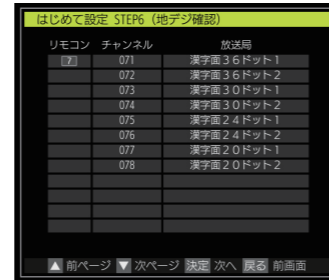 はじめて設定 STEP6（地デジ確認）
リモコン チャンネル 放送局
? 071 漢字面３６ドット１
072 漢字面３６ドット２
073 漢字面３０ドット１
074 漢字面３０ドット２
075 漢字面２４ドット１
076 漢字面２４ドット２
077 漢字面２０ドット１
078 漢字面２０ドット２
▲ 前ページ ▼ 次ページ 決定 次へ 戻る 前画面